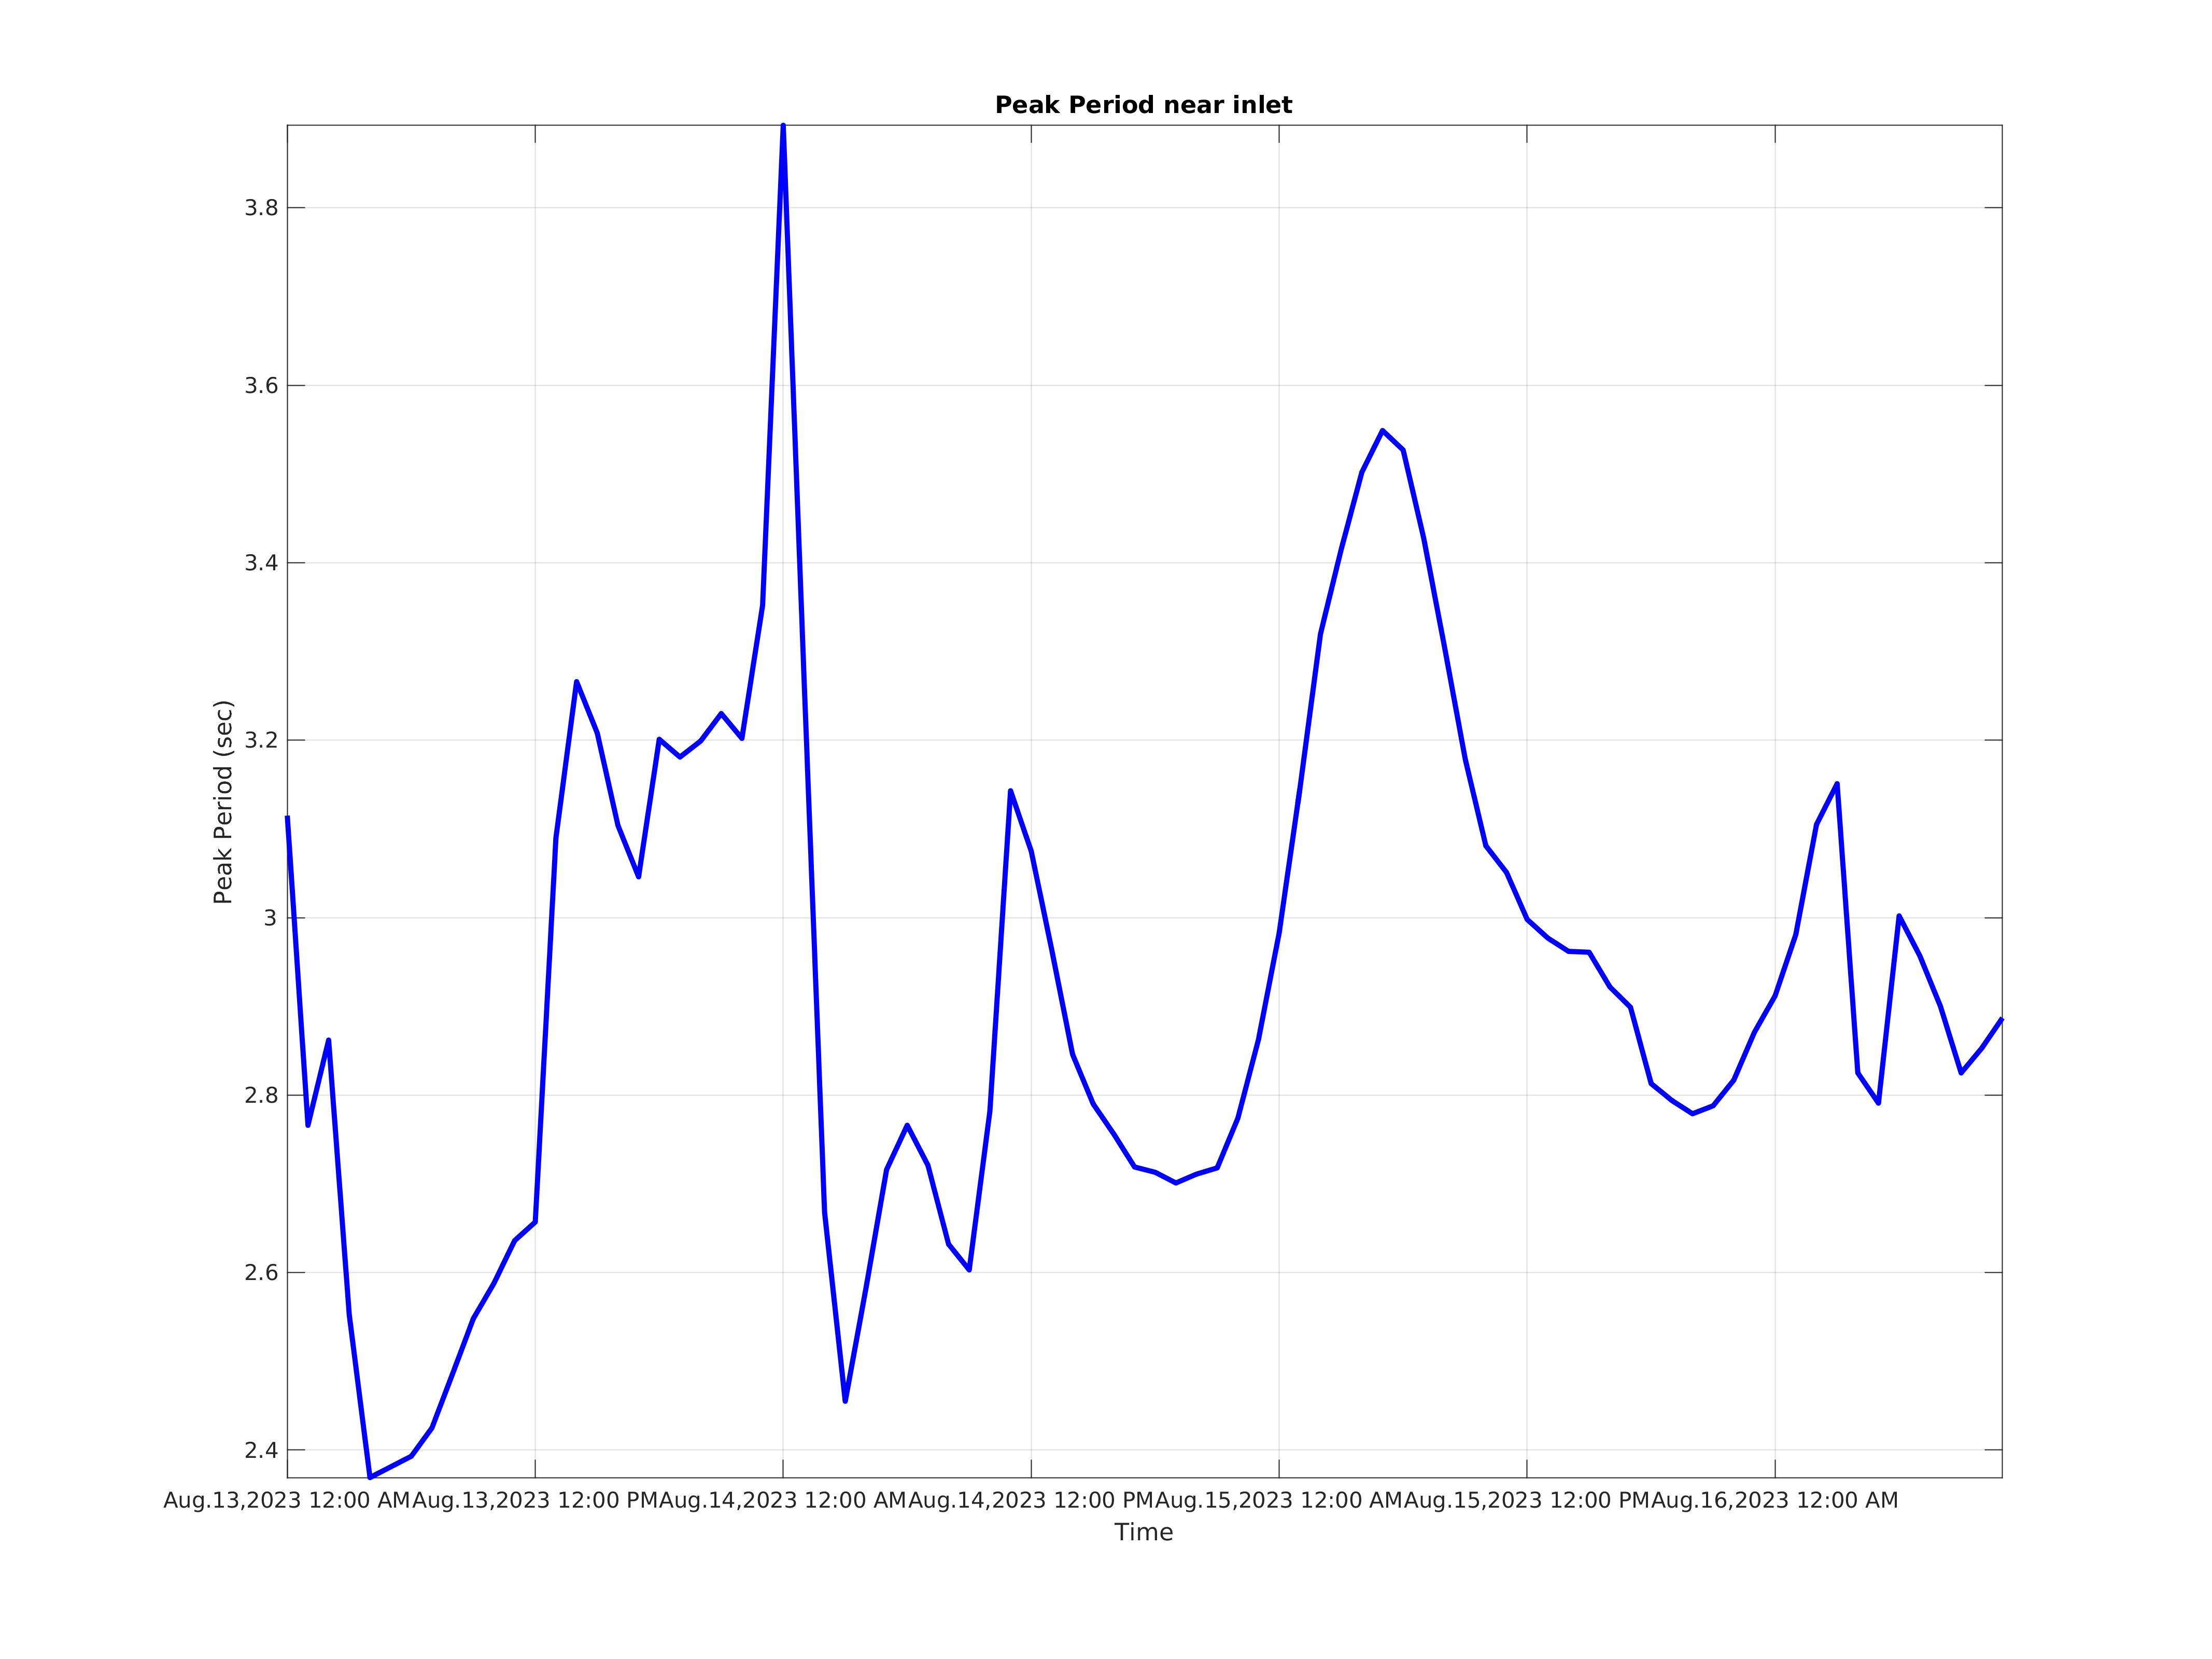 Peak Period near inlet
3.8
3.6
3.4
3.2
3
2.8
2.6
2.4
Peak Period (sec)
Aug.13,2023 12:00 AM Aug.13,2023 12:00 PM Aug.14,2023 12:00 AM Aug.14,2023 12:00 PM Aug.15,2023 12:00 AM Aug.15,2023 12:00 PM Aug.16,2023 12:00 AM
Time